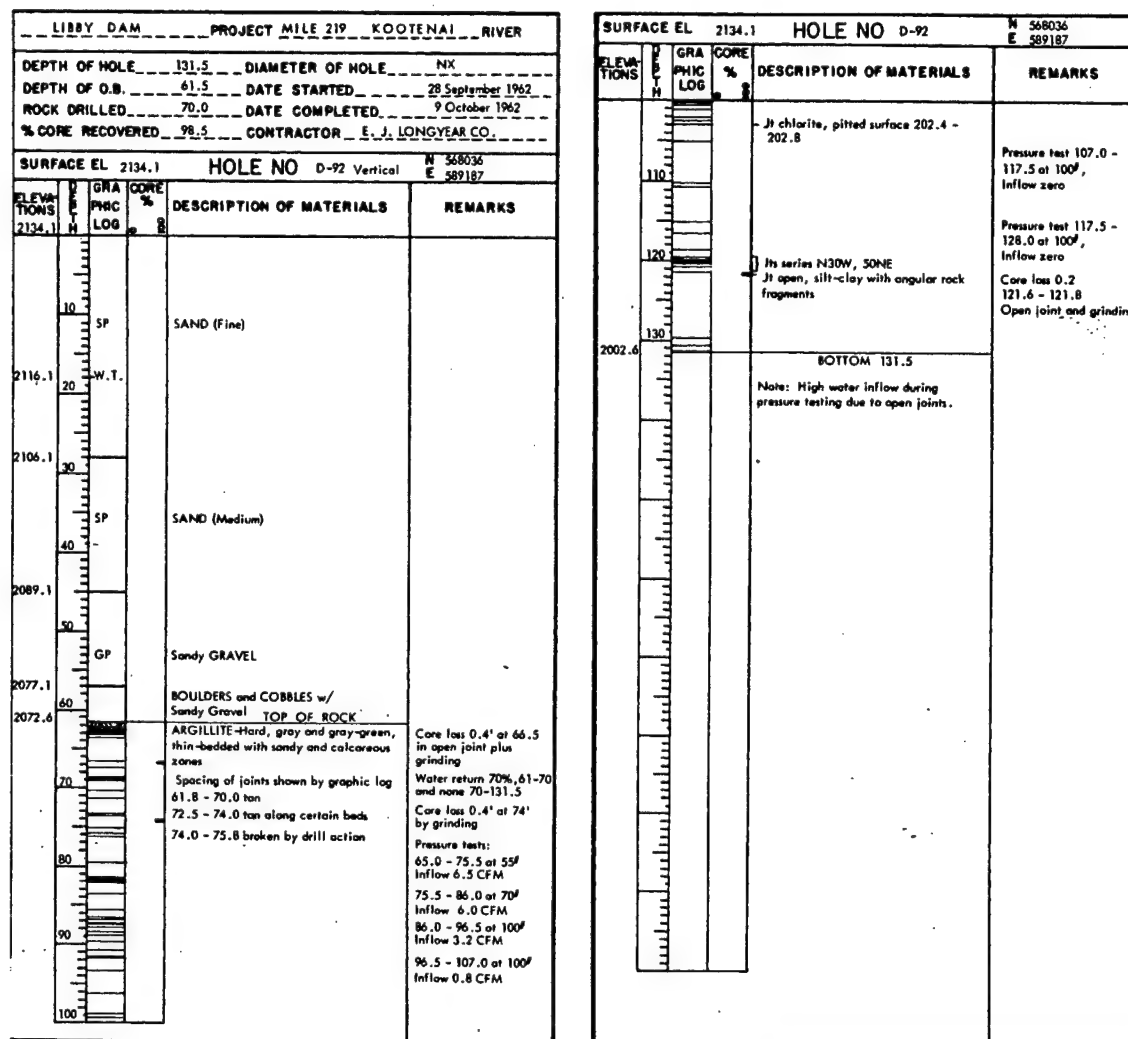 LIBBY DAM PROJECT MILE 219 KOOTENAI RIVER
DEPTH OF HOLE 131.5 DIAMETER OF HOLE NX
DEPTH OF O.B. 61.5 DATE STARTED 28 September 1962
ROCK DRILLED 70.0 DATE COMPLETED 9 October 1962
% CORE RECOVERED 98.5 CONTRACTOR E. J. LONGYEAR CO.
SURFACE EL 2134.1 HOLE NO D-92 Vertical N 568036
E 589187
ELEVATIONS DEPTH GRAPHIC LOG CORE % DESCRIPTION OF MATERIALS REMARKS
2134.1 0 100
10
SP SAND (Fine)
2116.1 W.T.
20
2106.1
30
SP SAND (Medium)
40
2089.1
50
GP Sandy GRAVEL
2077.1
BOULDERS and COBBLES w/
60 Sandy Gravel TOP OF ROCK
2072.6
ARGILLITE-Hard, gray and gray-green,
thin-bedded with sandy and calcareous
zones
Spacing of joints shown by graphic log
61.8 - 70.0 tan
72.5 - 74.0 tan along certain beds
74.0 - 75.8 broken by drill action
70
80
90
100
Core loss 0.4' at 66.5
in open joint plus
grinding
Water return 70%, 61-70
and none 70-131.5
Core loss 0.4' at 74'
by grinding
Pressure tests:
65.0 - 75.5 at 55#
Inflow 6.5 CFM
75.5 - 86.0 at 70#
Inflow 6.0 CFM
86.0 - 96.5 at 100#
Inflow 3.2 CFM
96.5 - 107.0 at 100#
Inflow 0.8 CFM
SURFACE EL 2134.1 HOLE NO D-92 N 568036
E 589187
ELEVATIONS DEPTH GRAPHIC LOG CORE % DESCRIPTION OF MATERIALS REMARKS
Jt chlorite, pitted surface 202.4 -
202.8
110
120
Jts series N30W, 50NE
Jt open, silt-clay with angular rock
fragments
130
2002.6
BOTTOM 131.5
Note: High water inflow during
pressure testing due to open joints.
Pressure test 107.0 -
117.5 at 100#,
Inflow zero
Pressure test 117.5 -
128.0 at 100#,
Inflow zero
Core loss 0.2
121.6 - 121.8
Open joint and grindin